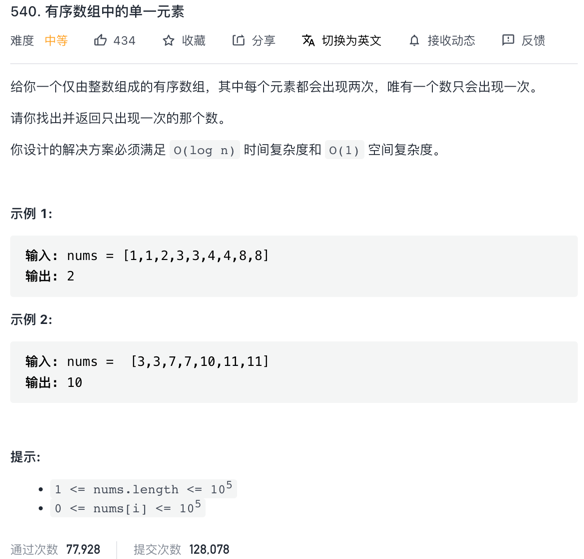 540. 有序数组中的单一元素
难度 中等 434 收藏 分享 切换为英文 接收动态 反馈
给你一个仅由整数组成的有序数组，其中每个元素都会出现两次，唯有一个数只会出现一次。
请你找出并返回只出现一次的那个数。
你设计的解决方案必须满足 O(log n) 时间复杂度和 O(1) 空间复杂度。
示例 1:
输入: nums = [1,1,2,3,3,4,4,8,8]
输出: 2
示例 2:
输入: nums =  [3,3,7,7,10,11,11]
输出: 10
提示:
• 1 <= nums.length <= 10⁵
• 0 <= nums[i] <= 10⁵
通过次数 77,928 提交次数 128,078